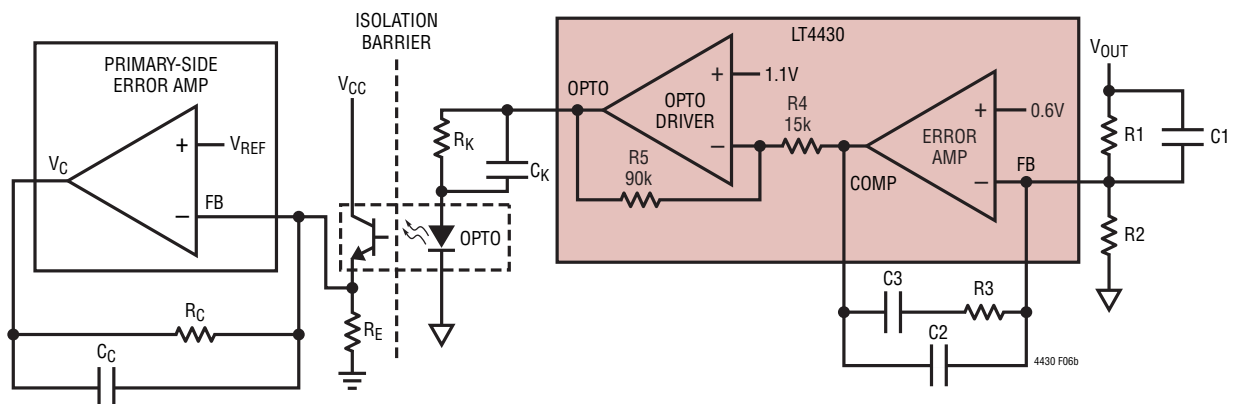 ISOLATION
BARRIER
LT4430
PRIMARY-SIDE
ERROR AMP
V_CC
V_OUT
OPTO
+
1.1V
OPTO
DRIVER
−
R4
15k
+
0.6V
ERROR
AMP
−
FB
R1
C1
R_K
C_K
V_C
+
V_REF
−
FB
R5
90k
COMP
R2
OPTO
C3
R3
R_C
R_E
C2
C_C
4430 F06b